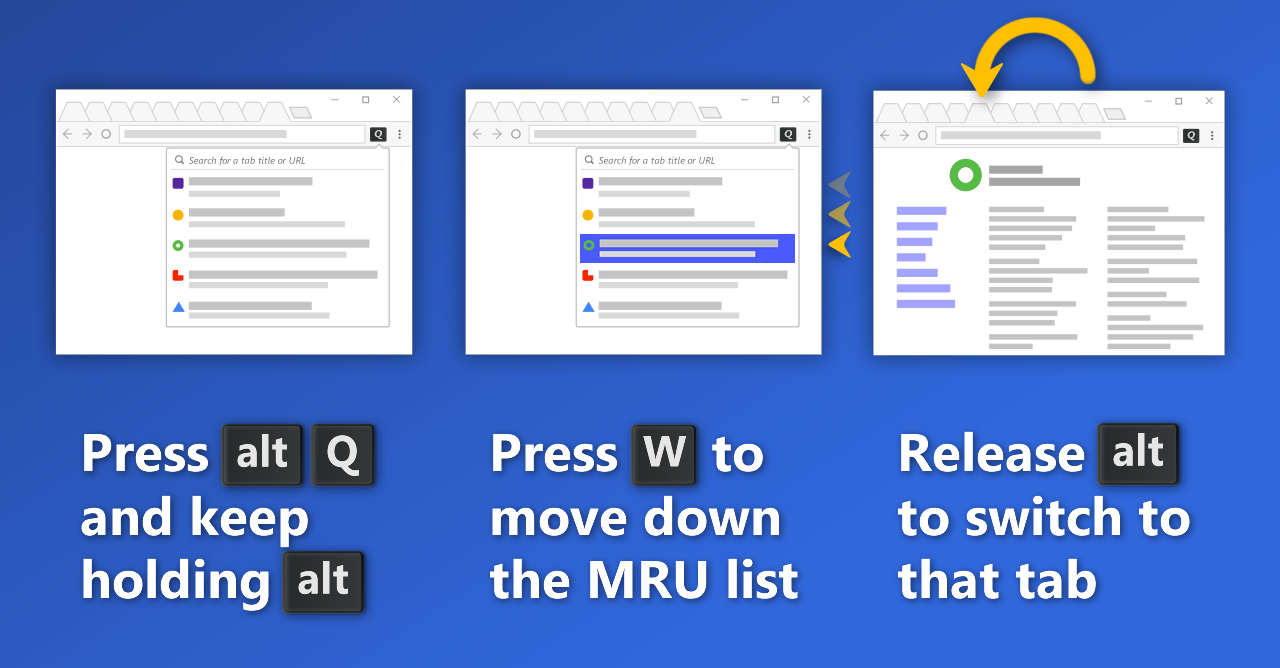 Q
Search for a tab title or URL
Q
Search for a tab title or URL
Q
Press alt Q
and keep
holding alt
Press W to
move down
the MRU list
Release alt
to switch to
that tab